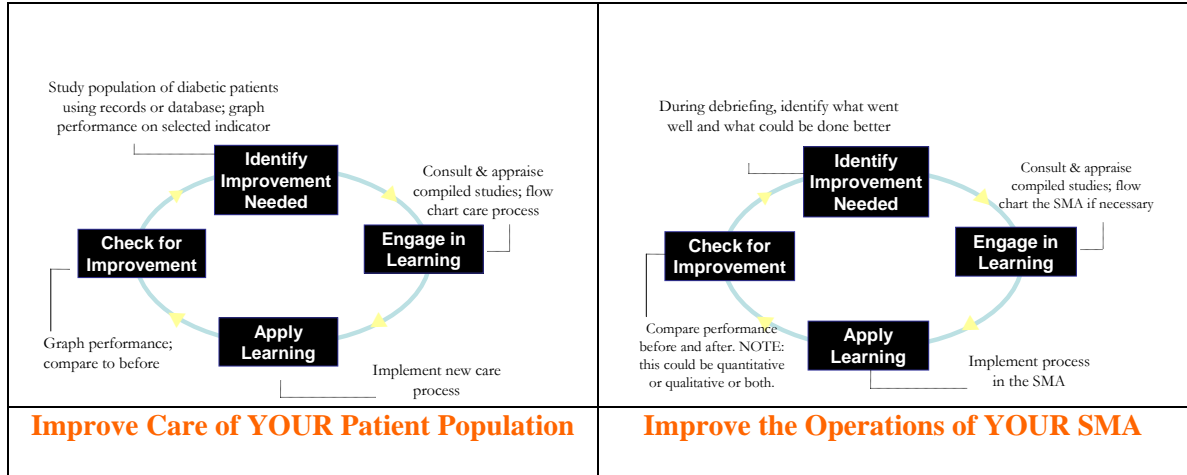 Study population of diabetic patients
using records or database; graph
performance on selected indicator
Identify
Improvement
Needed
Consult & appraise
compiled studies; flow
chart care process
Engage in
Learning
Check for
Improvement
Apply
Learning
Graph performance;
compare to before
Implement new care
process
Improve Care of YOUR Patient Population
During debriefing, identify what went
well and what could be done better
Identify
Improvement
Needed
Consult & appraise
compiled studies; flow
chart the SMA if necessary
Engage in
Learning
Check for
Improvement
Apply
Learning
Compare performance
before and after. NOTE:
this could be quantitative
or qualitative or both.
Implement process
in the SMA
Improve the Operations of YOUR SMA